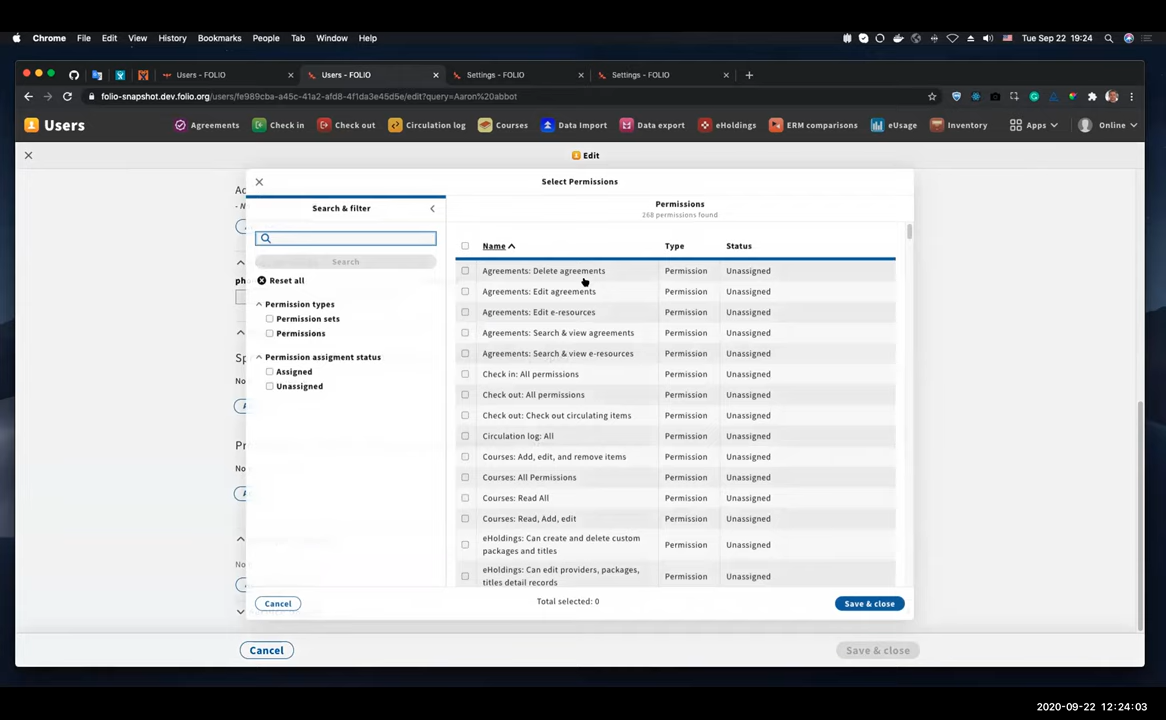 Chrome File Edit View History Bookmarks People Tab Window Help Tue Sep 22 19:24
Users - FOLIO Users - FOLIO Settings - FOLIO Settings - FOLIO
folio-snapshot.dev.folio.org/users/fe989cba-a45c-41a2-afd8-4f1da3e45d5e/edit?query=Aaron%20abbot
Users Agreements Check in Check out Circulation log Courses Data Import Data export eHoldings ERM comparisons eUsage Inventory Apps Online
Edit
Select Permissions
Search & filter
Search
Reset all
Permission types
Permission sets
Permissions
Permission assigment status
Assigned
Unassigned
Permissions
268 permissions found
Name Type Status
Agreements: Delete agreements Permission Unassigned
Agreements: Edit agreements Permission Unassigned
Agreements: Edit e-resources Permission Unassigned
Agreements: Search & view agreements Permission Unassigned
Agreements: Search & view e-resources Permission Unassigned
Check in: All permissions Permission Unassigned
Check out: All permissions Permission Unassigned
Check out: Check out circulating items Permission Unassigned
Circulation log: All Permission Unassigned
Courses: Add, edit, and remove items Permission Unassigned
Courses: All Permissions Permission Unassigned
Courses: Read All Permission Unassigned
Courses: Read, Add, edit Permission Unassigned
eHoldings: Can create and delete custom packages and titles Permission Unassigned
eHoldings: Can edit providers, packages, titles detail records Permission Unassigned
Cancel Total selected: 0 Save & close
Cancel Save & close
2020-09-22 12:24:03